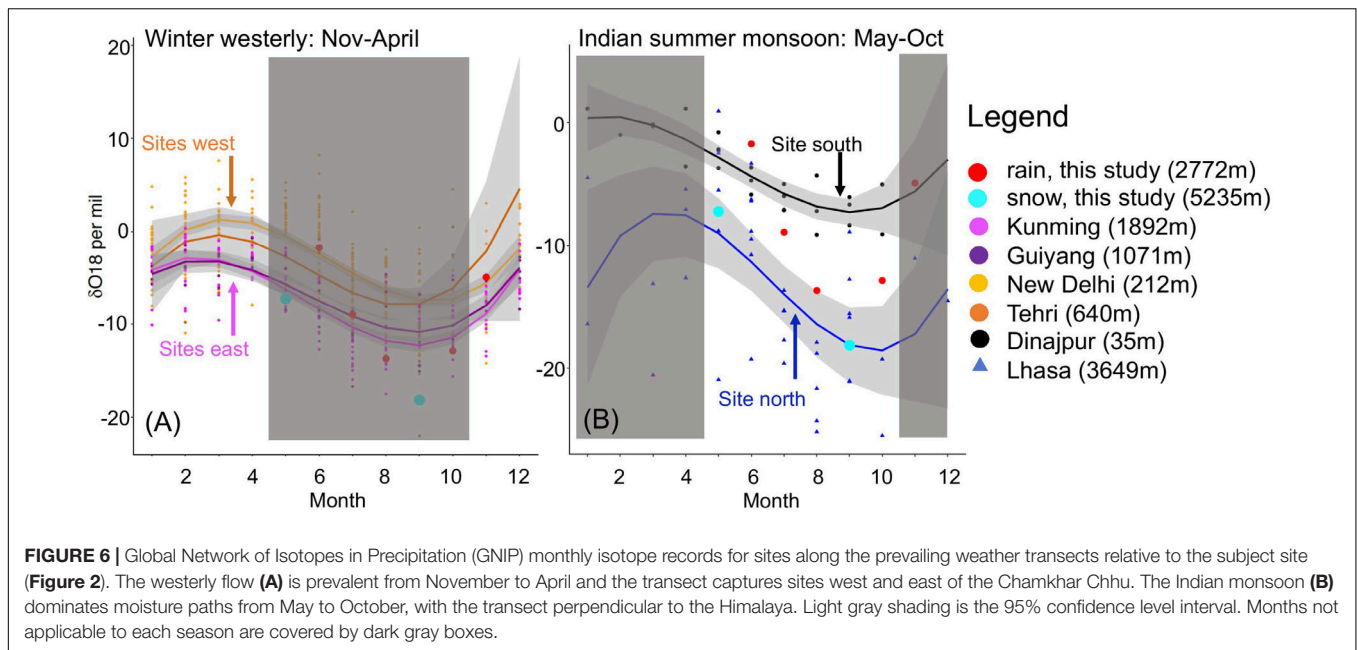 Winter westerly: Nov-April
Indian summer monsoon: May-Oct
20
10
0
-10
-20
δO18 per mil
Sites west
Sites east
(A)
2
4
6
8
10
12
Month
0
-10
-20
Site south
Site north
(B)
2
4
6
8
10
12
Month
Legend
rain, this study (2772m)
snow, this study (5235m)
Kunming (1892m)
Guiyang (1071m)
New Delhi (212m)
Tehri (640m)
Dinajpur (35m)
Lhasa (3649m)
FIGURE 6 | Global Network of Isotopes in Precipitation (GNIP) monthly isotope records for sites along the prevailing weather transects relative to the subject site
(Figure 2). The westerly flow (A) is prevalent from November to April and the transect captures sites west and east of the Chamkhar Chhu. The Indian monsoon (B)
dominates moisture paths from May to October, with the transect perpendicular to the Himalaya. Light gray shading is the 95% confidence level interval. Months not
applicable to each season are covered by dark gray boxes.